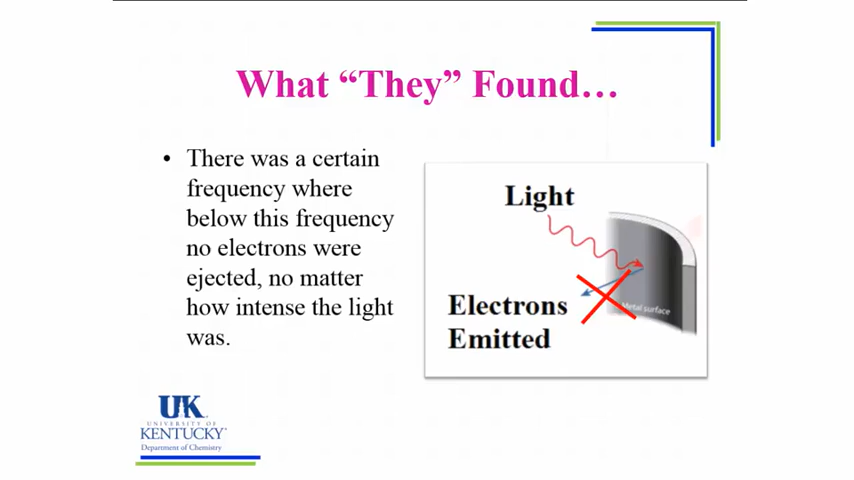 What “They” Found…
• There was a certain
frequency where
below this frequency
no electrons were
ejected, no matter
how intense the light
was.
Light
Electrons
Emitted
Metal surface
UK
UNIVERSITY OF
KENTUCKY
Department of Chemistry